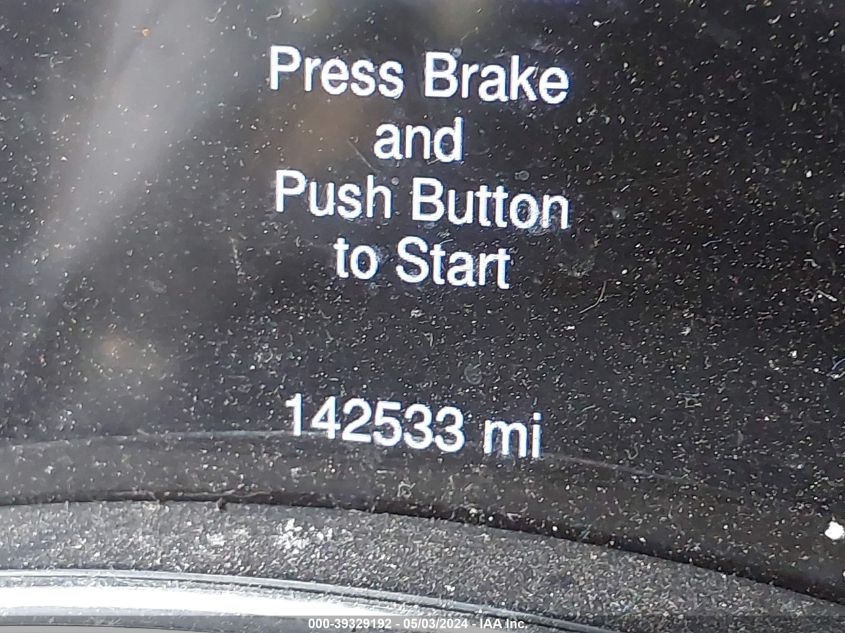 Press Brake
and
Push Button
to Start
142533 mi
000-39329192 - 05/03/2024 - IAA Inc.